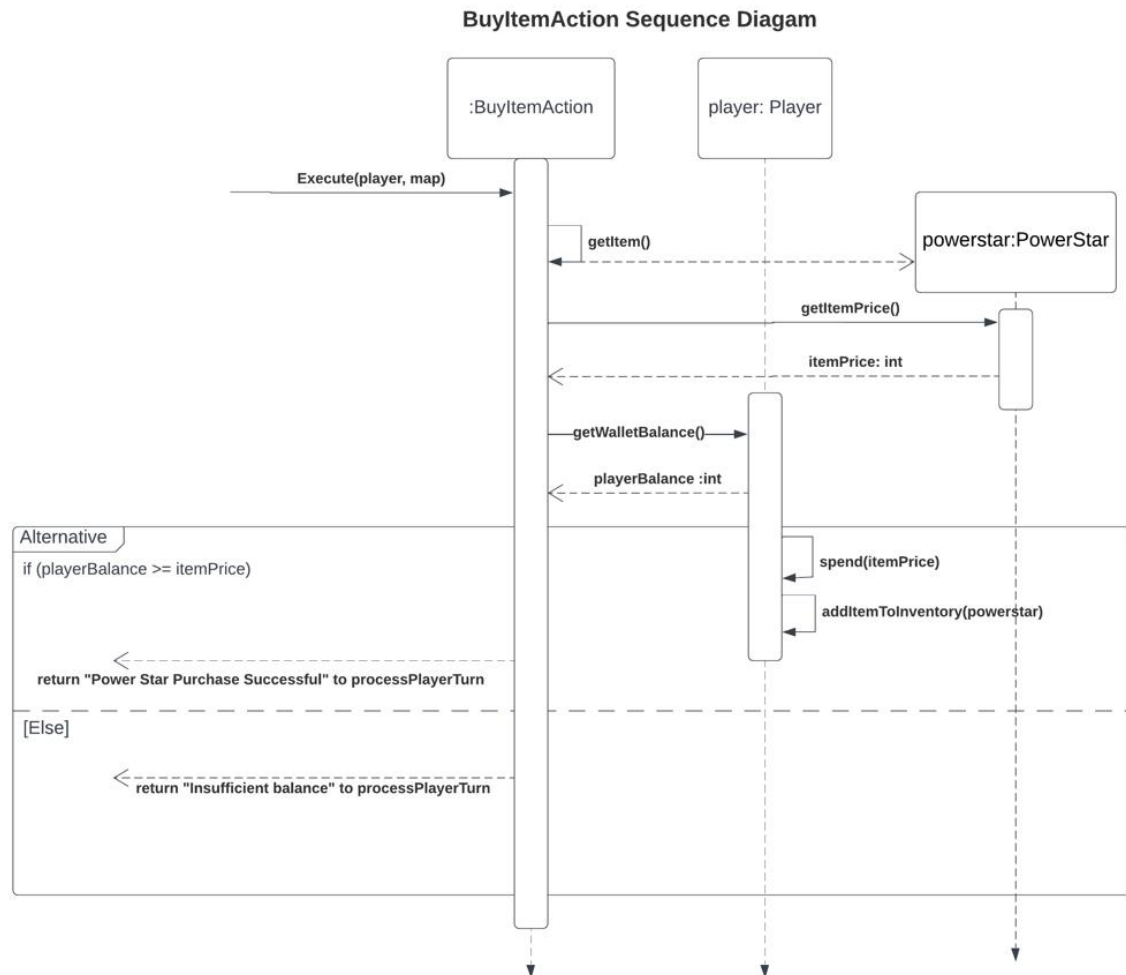 BuyItemAction Sequence Diagam
:BuyItemAction
player: Player
Execute(player, map)
powerstar:PowerStar
getItem()
getItemPrice()
itemPrice: int
getWalletBalance()
playerBalance :int
Alternative
if (playerBalance >= itemPrice)
spend(itemPrice)
addItemToInventory(powerstar)
return "Power Star Purchase Successful" to processPlayerTurn
[Else]
return "Insufficient balance" to processPlayerTurn